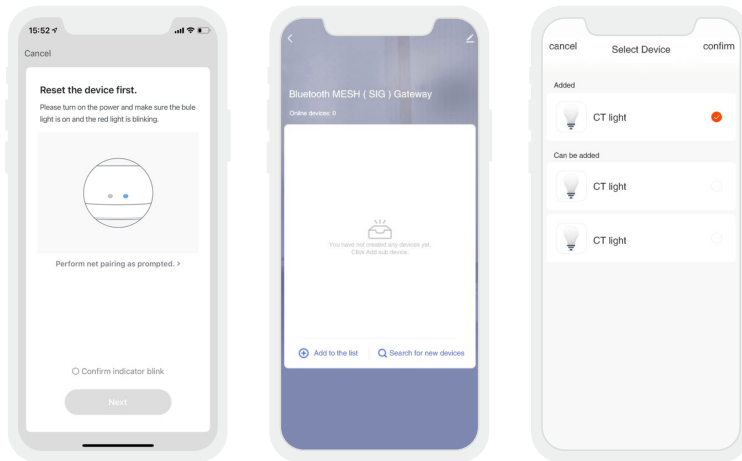 15:52
Cancel
Reset the device first.
Please turn on the power and make sure the bule
light is on and the red light is blinking.
Perform net pairing as prompted. >
Confirm indicator blink
Next
Bluetooth MESH ( SIG ) Gateway
Online devices: 0
You have not created any devices yet.
Click Add sub device.
Add to the list
Search for new devices
cancel
Select Device
confirm
Added
CT light
Can be added
CT light
CT light